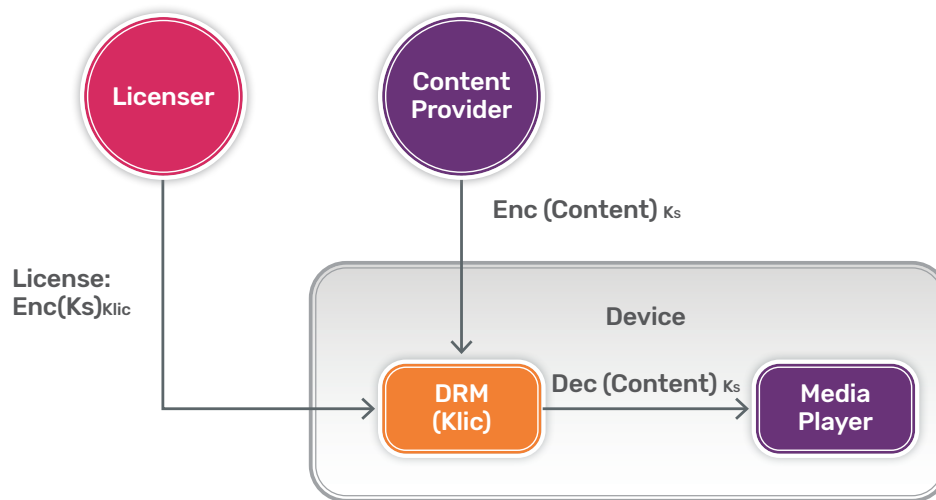 Licenser
Content
Provider
Enc (Content) Ks
License:
Enc(Ks)Klic
Device
DRM
(Klic)
Dec (Content) Ks
Media
Player